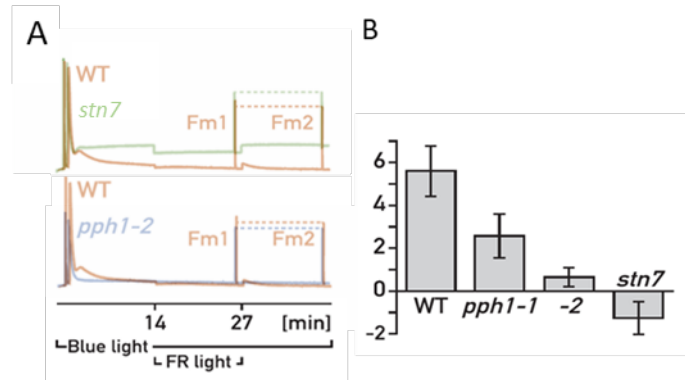 A
WT
stn7
Fm1 Fm2
WT
pph1-2
Fm1 Fm2
14 27 [min]
Blue light
FR light
B
6
4
2
0
-2
WT pph1-1 -2 stn7